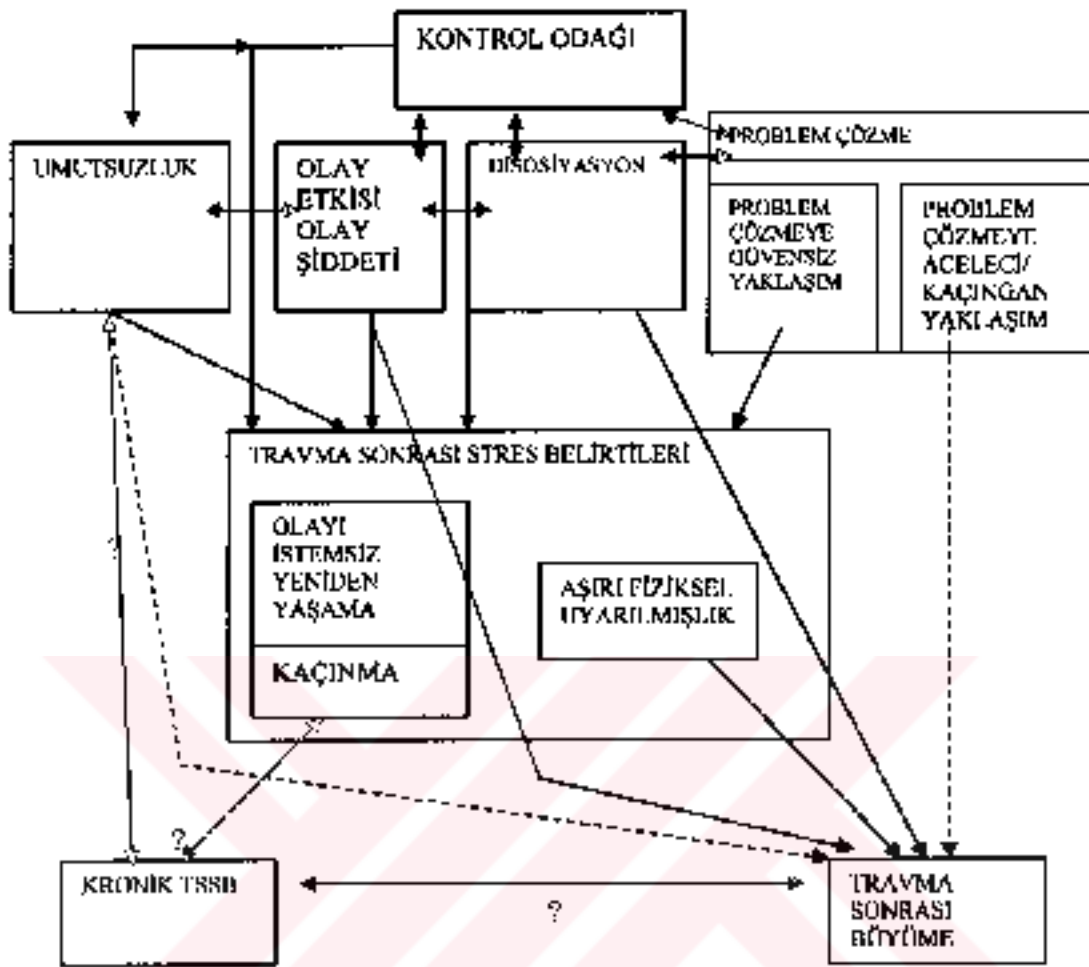 KONTROL ODAĞI
UMUTSUZLUK
OLAY
ETKİSİ
OLAY
ŞİDDETİ
DİSOSİYASYON
PROBLEM ÇÖZME
PROBLEM
ÇÖZMEYE
GÜVENSİZ
YAKLAŞIM
PROBLEM
ÇÖZMEYE
ACELECİ/
KAÇINGAN
YAKLAŞIM
TRAVMA SONRASI STRES BELİRTİLERİ
OLAYI
İSTEMSİZ
YENİDEN
YAŞAMA
KAÇINMA
AŞIRI FİZİKSEL
UYARILMIŞLIK
?
?
KRONİK TSSB
?
TRAVMA
SONRASI
BÜYÜME